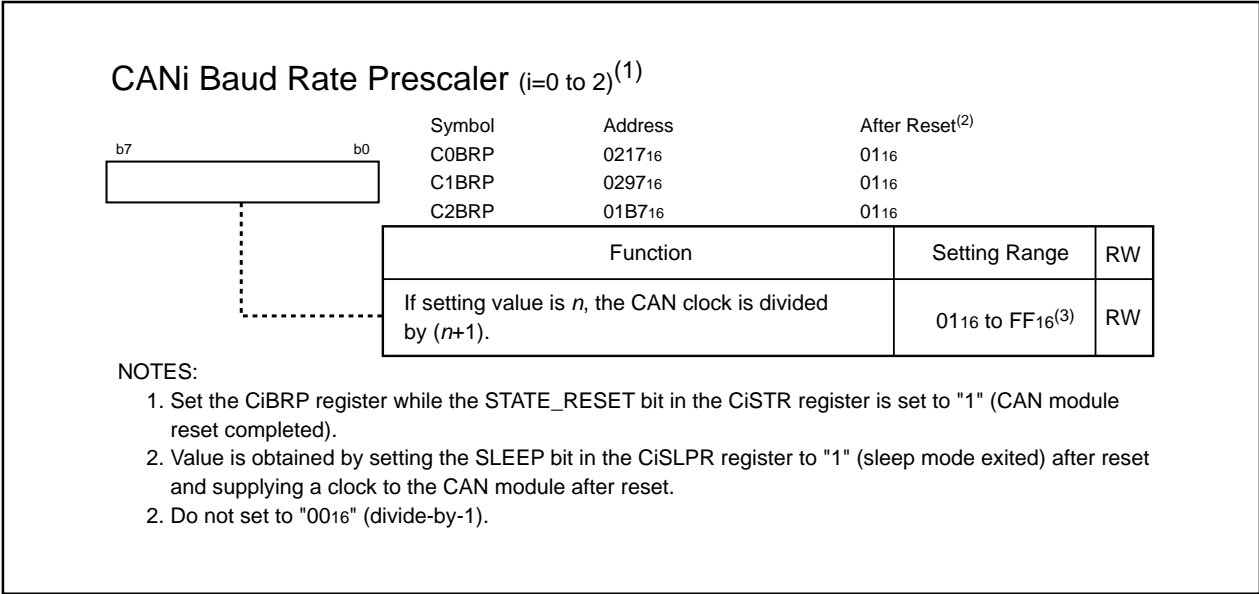 CANi Baud Rate Prescaler (i=0 to 2)(1)
Symbol Address After Reset(2)
b7 b0
C0BRP 021716 0116
C1BRP 029716 0116
C2BRP 01B716 0116
Function Setting Range RW
If setting value is n, the CAN clock is divided
by (n+1).
0116 to FF16(3) RW
NOTES:
1. Set the CiBRP register while the STATE_RESET bit in the CiSTR register is set to "1" (CAN module
reset completed).
2. Value is obtained by setting the SLEEP bit in the CiSLPR register to "1" (sleep mode exited) after reset
and supplying a clock to the CAN module after reset.
2. Do not set to "0016" (divide-by-1).